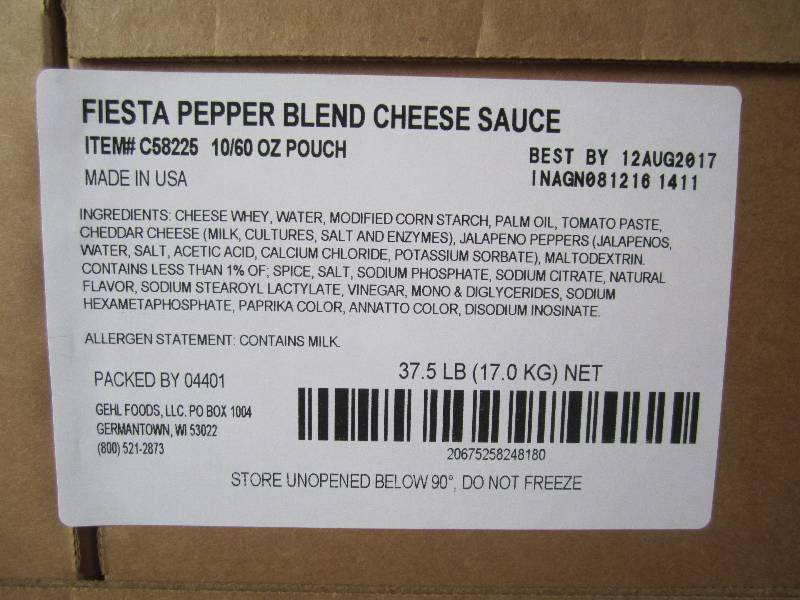 FIESTA PEPPER BLEND CHEESE SAUCE
ITEM# C58225 10/60 OZ POUCH
BEST BY 12AUG2017
MADE IN USA
INAGN081216 1411
INGREDIENTS: CHEESE WHEY, WATER, MODIFIED CORN STARCH, PALM OIL, TOMATO PASTE,
CHEDDAR CHEESE (MILK, CULTURES, SALT AND ENZYMES), JALAPENO PEPPERS (JALAPENOS,
WATER, SALT, ACETIC ACID, CALCIUM CHLORIDE, POTASSIUM SORBATE), MALTODEXTRIN.
CONTAINS LESS THAN 1% OF; SPICE, SALT, SODIUM PHOSPHATE, SODIUM CITRATE, NATURAL
FLAVOR, SODIUM STEAROYL LACTYLATE, VINEGAR, MONO & DIGLYCERIDES, SODIUM
HEXAMETAPHOSPHATE, PAPRIKA COLOR, ANNATTO COLOR, DISODIUM INOSINATE.
ALLERGEN STATEMENT: CONTAINS MILK.
37.5 LB (17.0 KG) NET
PACKED BY 04401
GEHL FOODS, LLC. PO BOX 1004
GERMANTOWN, WI 53022
(800) 521-2873
20675258248180
STORE UNOPENED BELOW 90°, DO NOT FREEZE